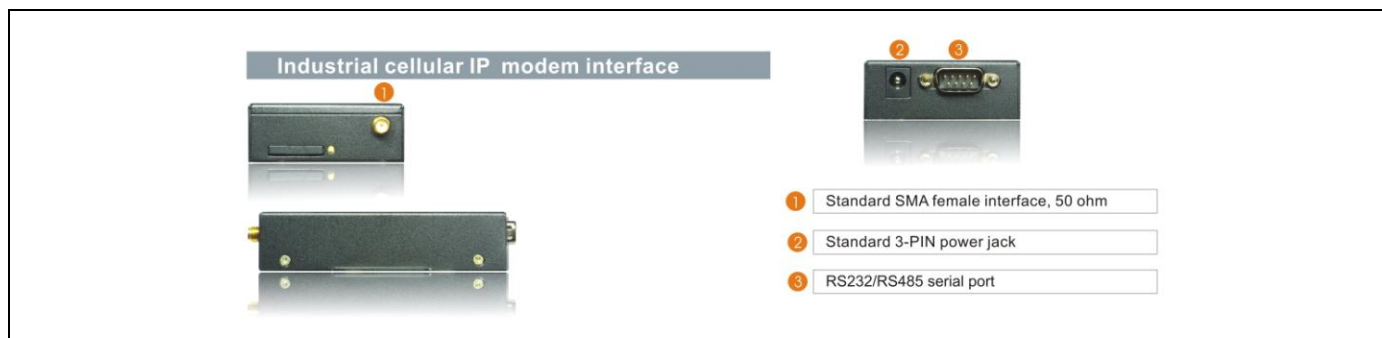 Industrial cellular IP modem interface
1
2
3
1 Standard SMA female interface, 50 ohm
2 Standard 3-PIN power jack
3 RS232/RS485 serial port